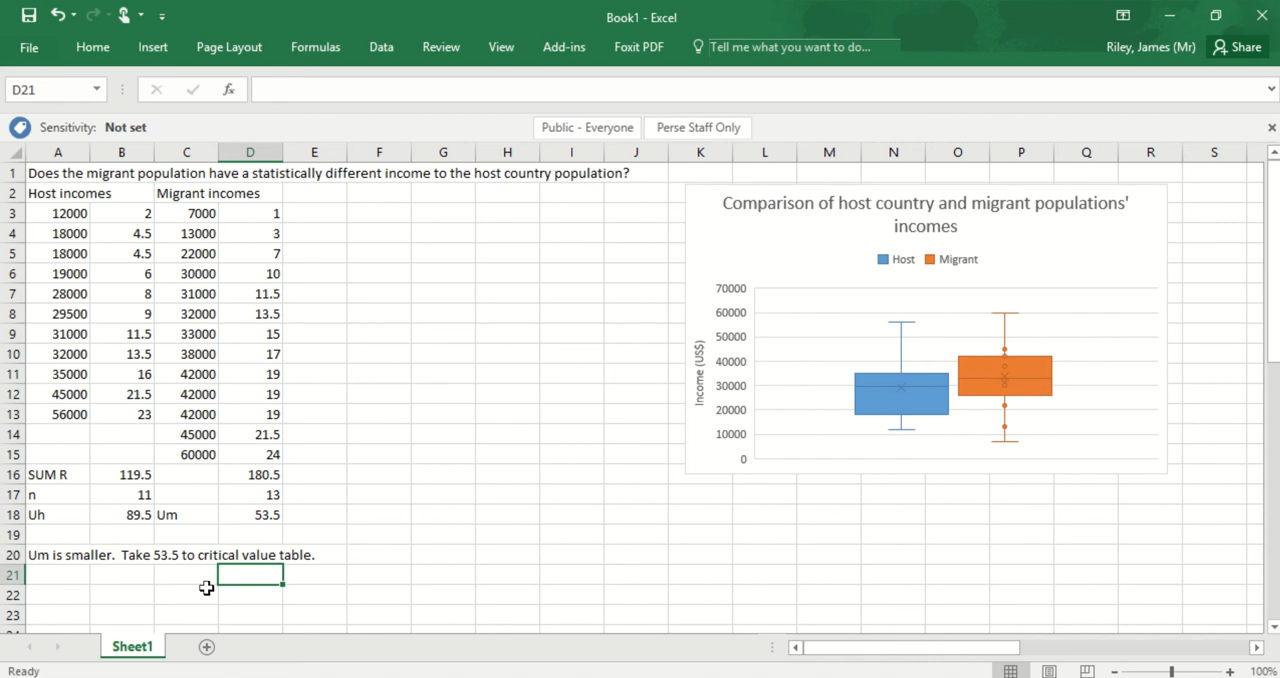 Book1 - Excel
File Home Insert Page Layout Formulas Data Review View Add-ins Foxit PDF Tell me what you want to do... Riley, James (Mr) Share
D21 fx
Sensitivity: Not set Public - Everyone Perse Staff Only
A B C D E F G H I J K L M N O P Q R S
1 Does the migrant population have a statistically different income to the host country population?
2 Host incomes Migrant incomes
3 12000 2 7000 1
4 18000 4.5 13000 3
5 18000 4.5 22000 7
6 19000 6 30000 10
7 28000 8 31000 11.5
8 29500 9 32000 13.5
9 31000 11.5 33000 15
10 32000 13.5 38000 17
11 35000 16 42000 19
12 45000 21.5 42000 19
13 56000 23 42000 19
14 45000 21.5
15 60000 24
16 SUM R 119.5 180.5
17 n 11 13
18 Uh 89.5 Um 53.5
19
20 Um is smaller. Take 53.5 to critical value table.
21
22
23
Comparison of host country and migrant populations'
incomes
Host Migrant
Income (US$)
70000
60000
50000
40000
30000
20000
10000
0
Sheet1
Ready 100%